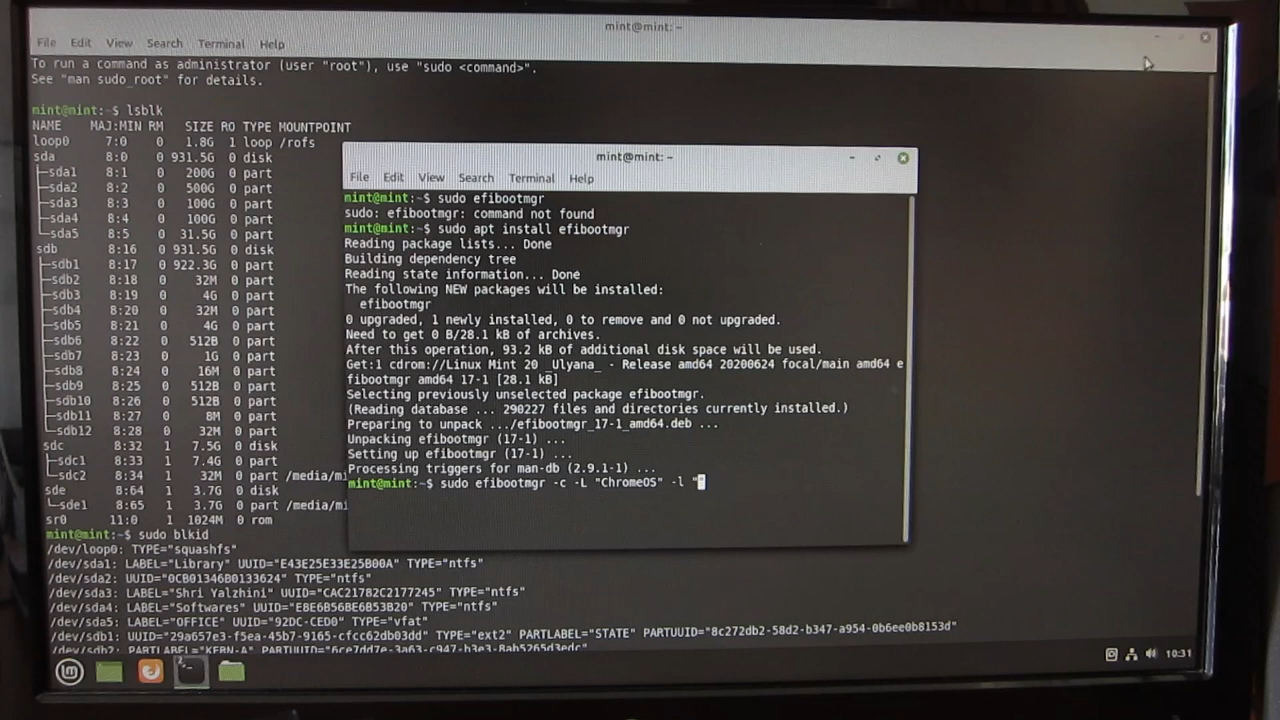 mint@mint: ~
File Edit View Search Terminal Help
To run a command as administrator (user "root"), use "sudo <command>".
See "man sudo_root" for details.
mint@mint:~$ lsblk
NAME MAJ:MIN RM SIZE RO TYPE MOUNTPOINT
loop0 7:0 0 1.8G 1 loop /rofs
sda 8:0 0 931.5G 0 disk
├─sda1 8:1 0 200G 0 part
├─sda2 8:2 0 500G 0 part
├─sda3 8:3 0 100G 0 part
├─sda4 8:4 0 100G 0 part
└─sda5 8:5 0 31.5G 0 part
sdb 8:16 0 931.5G 0 disk
├─sdb1 8:17 0 922.3G 0 part
├─sdb2 8:18 0 32M 0 part
├─sdb3 8:19 0 4G 0 part
├─sdb4 8:20 0 32M 0 part
├─sdb5 8:21 0 4G 0 part
├─sdb6 8:22 0 512B 0 part
├─sdb7 8:23 0 1G 0 part
├─sdb8 8:24 0 16M 0 part
├─sdb9 8:25 0 512B 0 part
├─sdb10 8:26 0 512B 0 part
├─sdb11 8:27 0 8M 0 part
└─sdb12 8:28 0 32M 0 part
sdc 8:32 1 7.5G 0 disk
├─sdc1 8:33 1 7.4G 0 part
└─sdc2 8:34 1 32M 0 part /media/mi
sde 8:64 1 3.7G 0 disk
└─sde1 8:65 1 3.7G 0 part /media/mi
sr0 11:0 1 1024M 0 rom
mint@mint:~$ sudo blkid
/dev/loop0: TYPE="squashfs"
/dev/sda1: LABEL="Library" UUID="E43E25E33E25B00A" TYPE="ntfs"
/dev/sda2: UUID="0CB01346B0133624" TYPE="ntfs"
/dev/sda3: LABEL="Shri Yalzhini" UUID="CAC21782C2177245" TYPE="ntfs"
/dev/sda4: LABEL="Softwares" UUID="E8E6B56BE6B53B20" TYPE="ntfs"
/dev/sda5: LABEL="OFFICE" UUID="92DC-CED0" TYPE="vfat"
/dev/sdb1: UUID="29a657e3-f5ea-45b7-9165-cfcc62db03dd" TYPE="ext2" PARTLABEL="STATE" PARTUUID="8c272db2-58d2-b347-a954-0b6ee0b8153d"
/dev/sdb2: PARTLABEL="KERN-A" PARTUUID="6ce7dd7e-3a63-c947-b3e3-8ab5265d3edc"
mint@mint: ~
File Edit View Search Terminal Help
mint@mint:~$ sudo efibootmgr
sudo: efibootmgr: command not found
mint@mint:~$ sudo apt install efibootmgr
Reading package lists... Done
Building dependency tree
Reading state information... Done
The following NEW packages will be installed:
efibootmgr
0 upgraded, 1 newly installed, 0 to remove and 0 not upgraded.
Need to get 0 B/28.1 kB of archives.
After this operation, 93.2 kB of additional disk space will be used.
Get:1 cdrom://Linux Mint 20 _Ulyana_ - Release amd64 20200624 focal/main amd64 e
fibootmgr amd64 17-1 [28.1 kB]
Selecting previously unselected package efibootmgr.
(Reading database ... 290227 files and directories currently installed.)
Preparing to unpack .../efibootmgr_17-1_amd64.deb ...
Unpacking efibootmgr (17-1) ...
Setting up efibootmgr (17-1) ...
Processing triggers for man-db (2.9.1-1) ...
mint@mint:~$ sudo efibootmgr -c -L "ChromeOS" -l ""
10:31